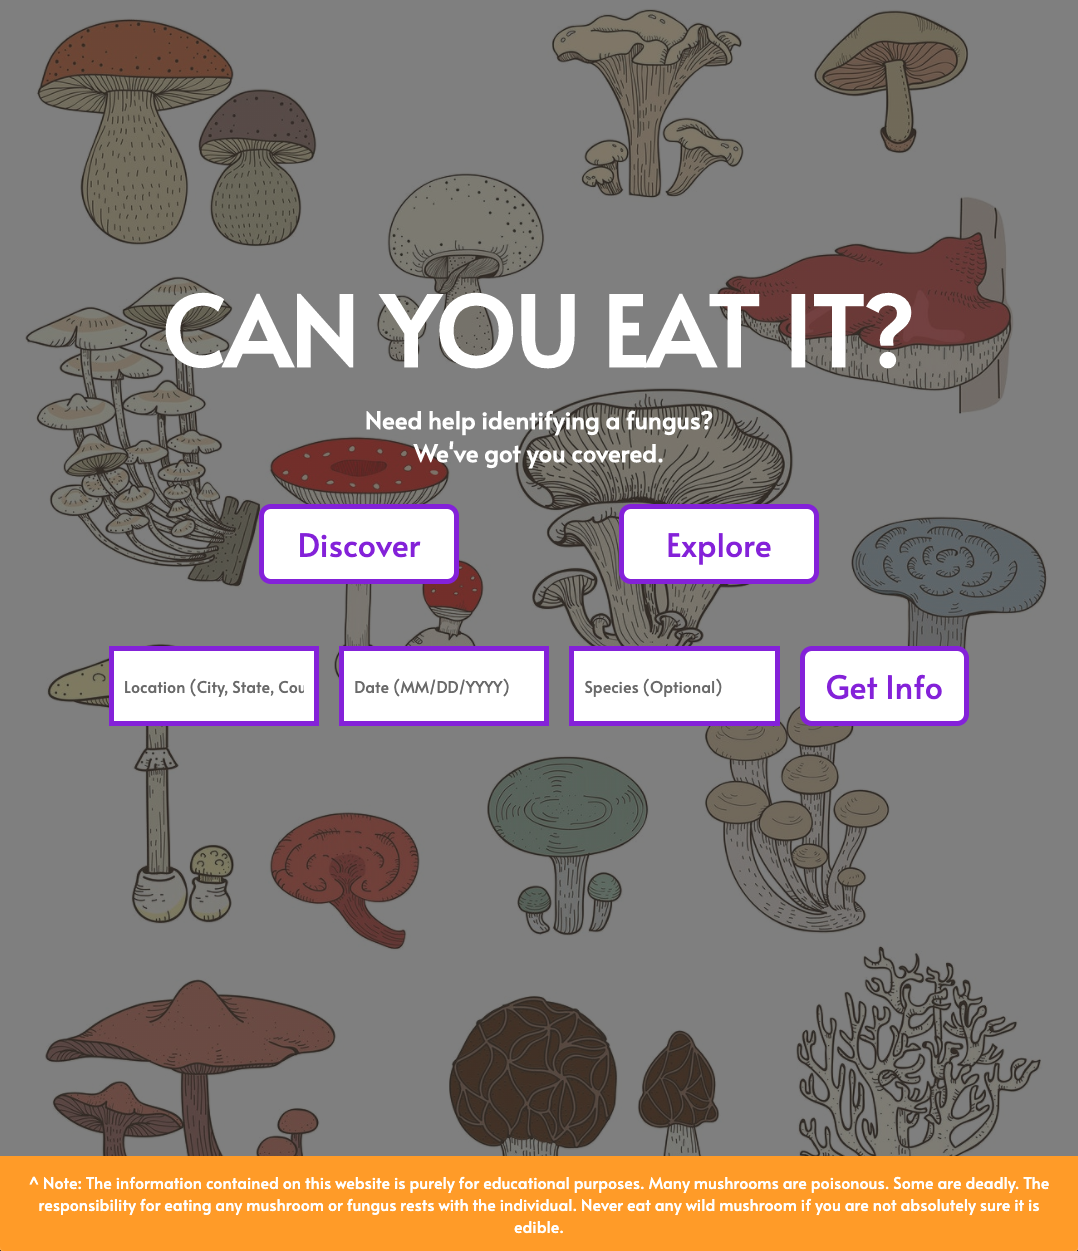 CAN YOU EAT IT?
Need help identifying a fungus?
We've got you covered.
Discover
Explore
Location (City, State, Cou
Date (MM/DD/YYYY)
Species (Optional)
Get Info
^ Note: The information contained on this website is purely for educational purposes. Many mushrooms are poisonous. Some are deadly. The
responsibility for eating any mushroom or fungus rests with the individual. Never eat any wild mushroom if you are not absolutely sure it is
edible.